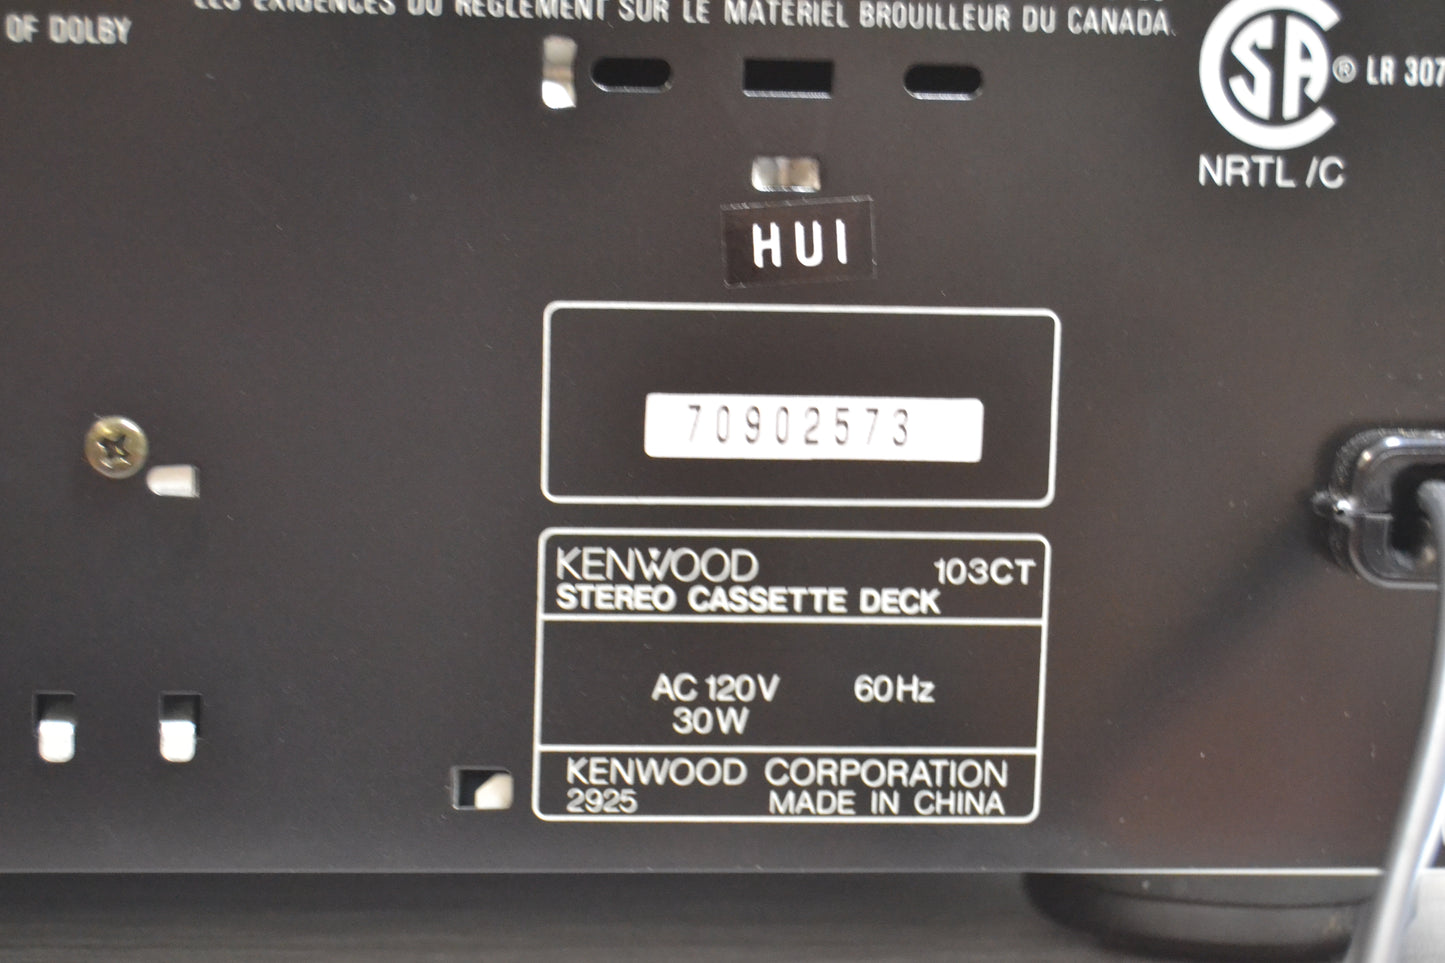 OF DOLBY
LES EXIGENCES DU REGLEMENT SUR LE MATERIEL BROUILLEUR DU CANADA.
SA ® LR 307
NRTL /C
HUI
70902573
KENWOOD 103CT
STEREO CASSETTE DECK
AC 120V 60Hz
30W
KENWOOD CORPORATION
2925 MADE IN CHINA